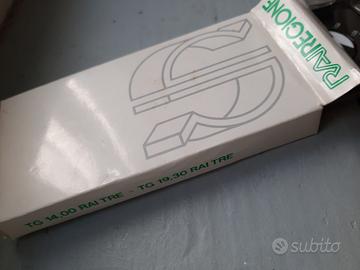 RAI REGIONE
TG 14,00 RAI TRE - TG 19,30 RAI TRE
subito